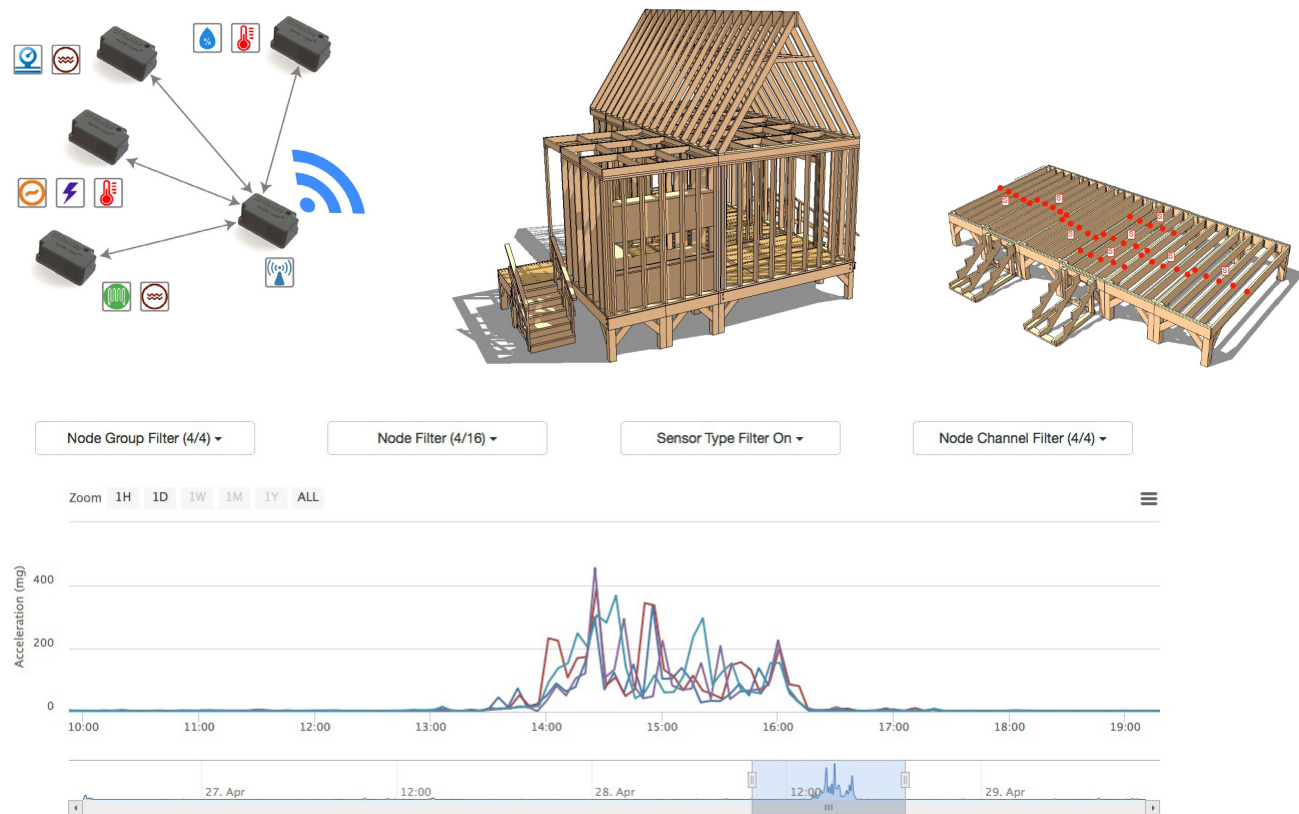 %
Node Group Filter (4/4)
Node Filter (4/16)
Sensor Type Filter On
Node Channel Filter (4/4)
Zoom 1H 1D 1W 1M 1Y ALL
Acceleration (mg)
400
200
0
10:00 11:00 12:00 13:00 14:00 15:00 16:00 17:00 18:00 19:00
27. Apr 12:00 28. Apr 12:00 29. Apr